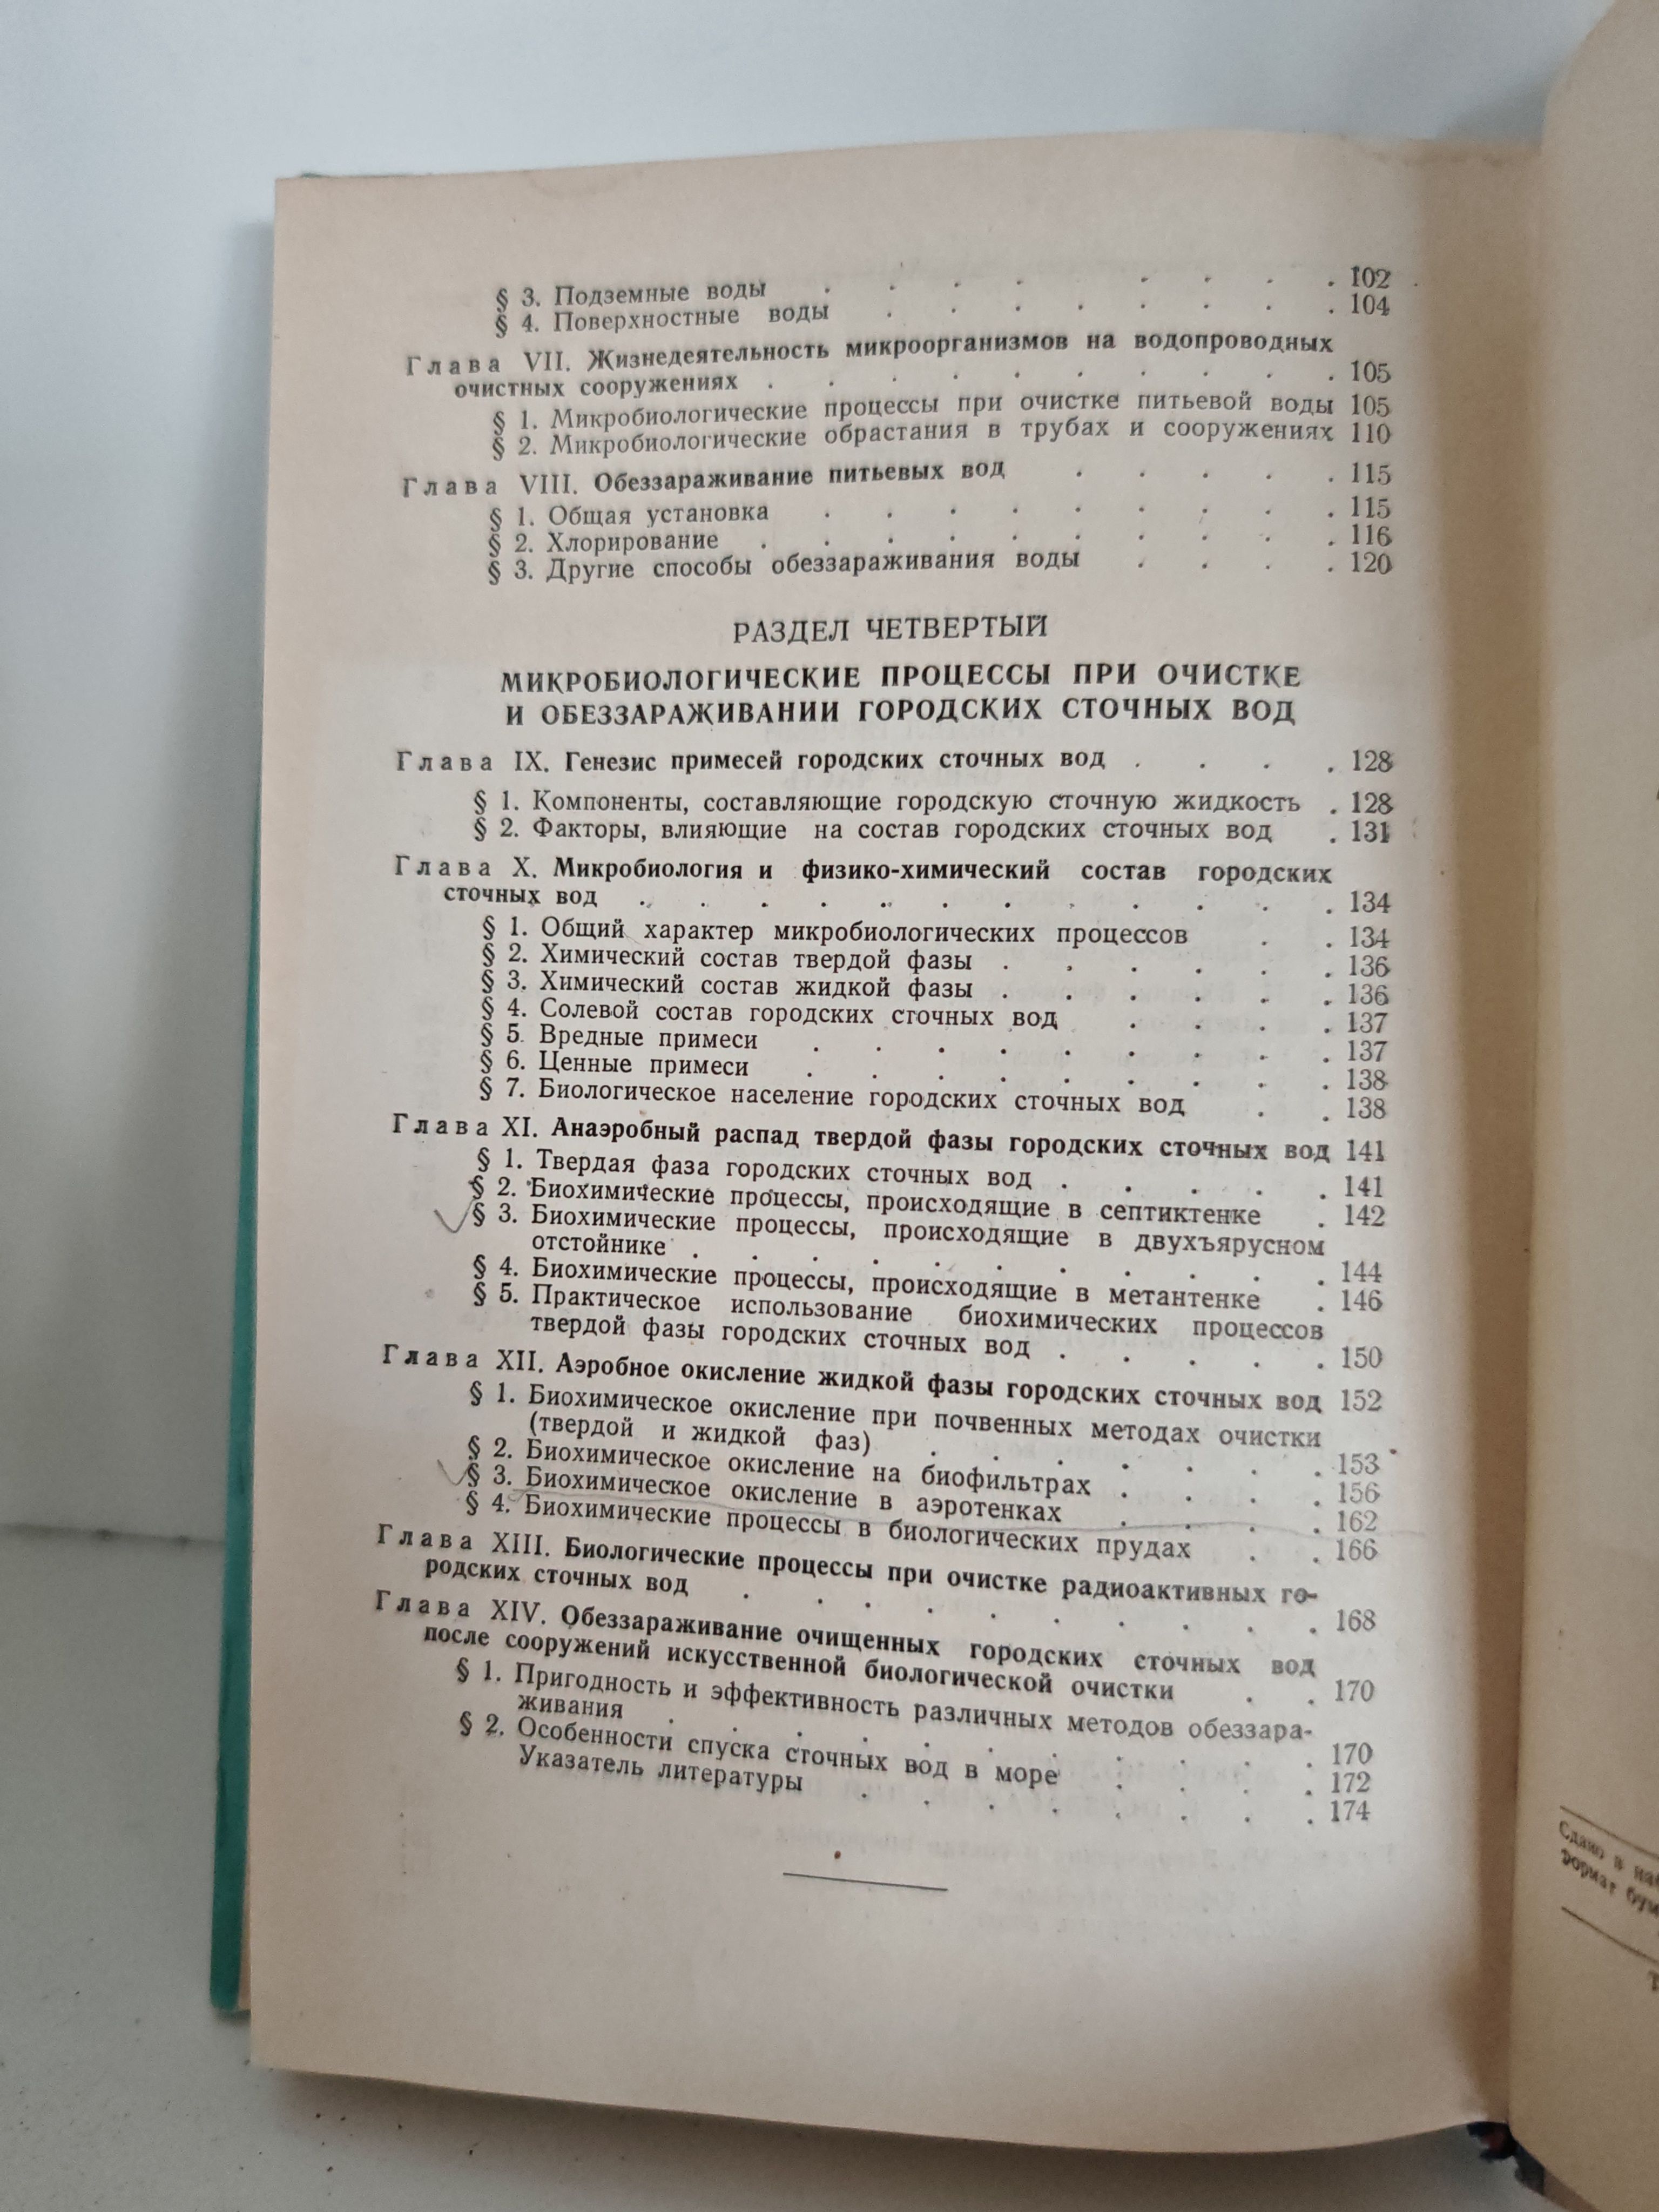 § 3. Подземные воды . . . . . . . . 102
§ 4. Поверхностные воды . . . . . . . . 104
Глава VII. Жизнедеятельность микроорганизмов на водопроводных
очистных сооружениях . . . . . . . . . . 105
§ 1. Микробиологические процессы при очистке питьевой воды 105
§ 2. Микробиологические обрастания в трубах и сооружениях 110
Глава VIII. Обеззараживание питьевых вод . . . . . 115
§ 1. Общая установка . . . . . . . . . 115
§ 2. Хлорирование . . . . . . . . . . 116
§ 3. Другие способы обеззараживания воды . . . . 120
РАЗДЕЛ ЧЕТВЕРТЫЙ
МИКРОБИОЛОГИЧЕСКИЕ ПРОЦЕССЫ ПРИ ОЧИСТКЕ
И ОБЕЗЗАРАЖИВАНИИ ГОРОДСКИХ СТОЧНЫХ ВОД
Глава IX. Генезис примесей городских сточных вод . . . . 128
§ 1. Компоненты, составляющие городскую сточную жидкость . 128
§ 2. Факторы, влияющие на состав городских сточных вод . 131
Глава X. Микробиология и физико-химический состав городских
сточных вод . . . . . . . . . . . . 134
§ 1. Общий характер микробиологических процессов . . 134
§ 2. Химический состав твердой фазы . . . . . . 136
§ 3. Химический состав жидкой фазы . . . . . . 136
§ 4. Солевой состав городских сточных вод . . . . 137
§ 5. Вредные примеси . . . . . . . . . 137
§ 6. Ценные примеси . . . . . . . . . 138
§ 7. Биологическое население городских сточных вод . . 138
Глава XI. Анаэробный распад твердой фазы городских сточных вод 141
§ 1. Твердая фаза городских сточных вод . . . . . 141
§ 2. Биохимические процессы, происходящие в септиктенке . 142
§ 3. Биохимические процессы, происходящие в двухъярусном
отстойнике . . . . . . . . . . . 144
§ 4. Биохимические процессы, происходящие в метантенке . 146
§ 5. Практическое использование биохимических процессов
твердой фазы городских сточных вод . . . . . 150
Глава XII. Аэробное окисление жидкой фазы городских сточных вод 152
§ 1. Биохимическое окисление при почвенных методах очистки
(твердой и жидкой фаз) . . . . . . . 153
§ 2. Биохимическое окисление на биофильтрах . . . . 156
§ 3. Биохимическое окисление в аэротенках . . . . 162
§ 4. Биохимические процессы в биологических прудах . . 166
Глава XIII. Биологические процессы при очистке радиоактивных го-
родских сточных вод . . . . . . . . . . 168
Глава XIV. Обеззараживание очищенных городских сточных вод
после сооружений искусственной биологической очистки . . 170
§ 1. Пригодность и эффективность различных методов обеззара-
живания . . . . . . . . . . . 170
§ 2. Особенности спуска сточных вод в море . . . . 172
Указатель литературы . . . . . . . . 174
Сдано в